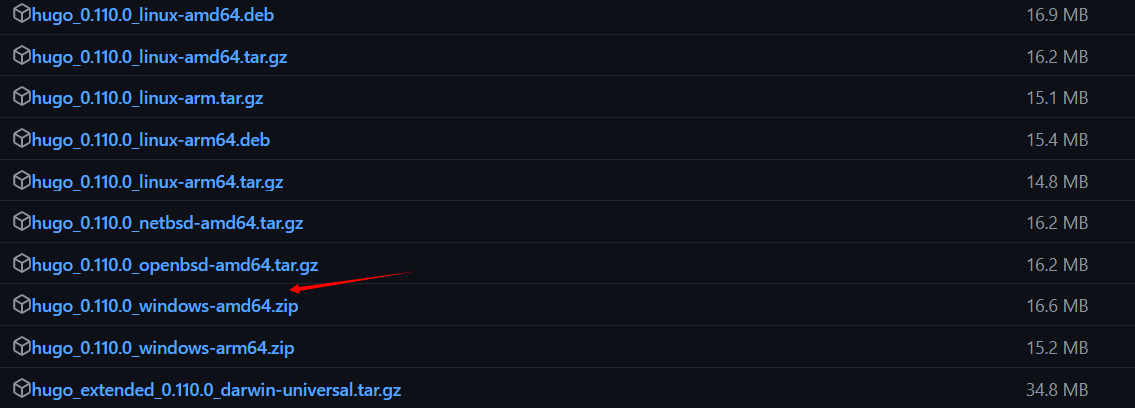 hugo_0.110.0_linux-amd64.deb 16.9 MB
hugo_0.110.0_linux-amd64.tar.gz 16.2 MB
hugo_0.110.0_linux-arm.tar.gz 15.1 MB
hugo_0.110.0_linux-arm64.deb 15.4 MB
hugo_0.110.0_linux-arm64.tar.gz 14.8 MB
hugo_0.110.0_netbsd-amd64.tar.gz 16.2 MB
hugo_0.110.0_openbsd-amd64.tar.gz 16.2 MB
hugo_0.110.0_windows-amd64.zip 16.6 MB
hugo_0.110.0_windows-arm64.zip 15.2 MB
hugo_extended_0.110.0_darwin-universal.tar.gz 34.8 MB